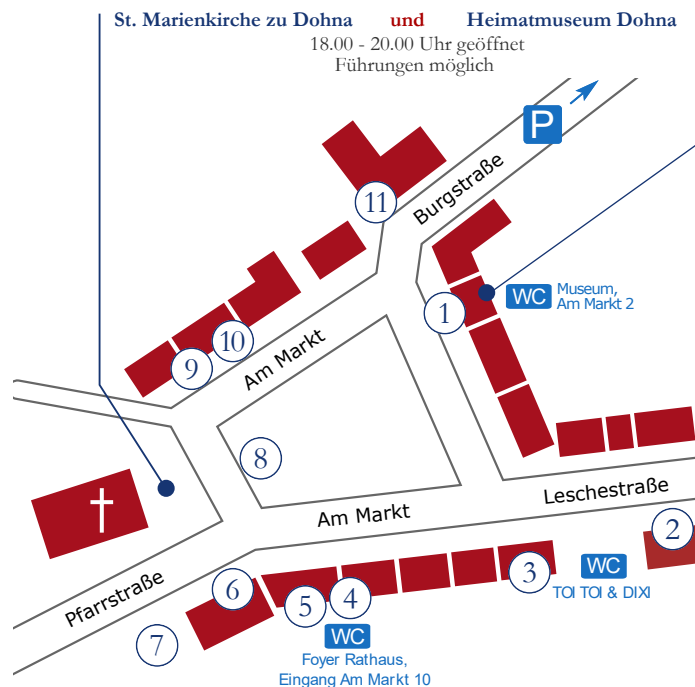 St. Marienkirche zu Dohna und Heimatmuseum Dohna
18.00 - 20.00 Uhr geöffnet
Führungen möglich
P
Burgstraße
11
WC Museum,
Am Markt 2
1
10
9
Am Markt
8
Leschestraße
Am Markt
2
Pfarrstraße
6
5
4
3
WC
TOI TOI & DIXI
7
WC
Foyer Rathaus,
Eingang Am Markt 10